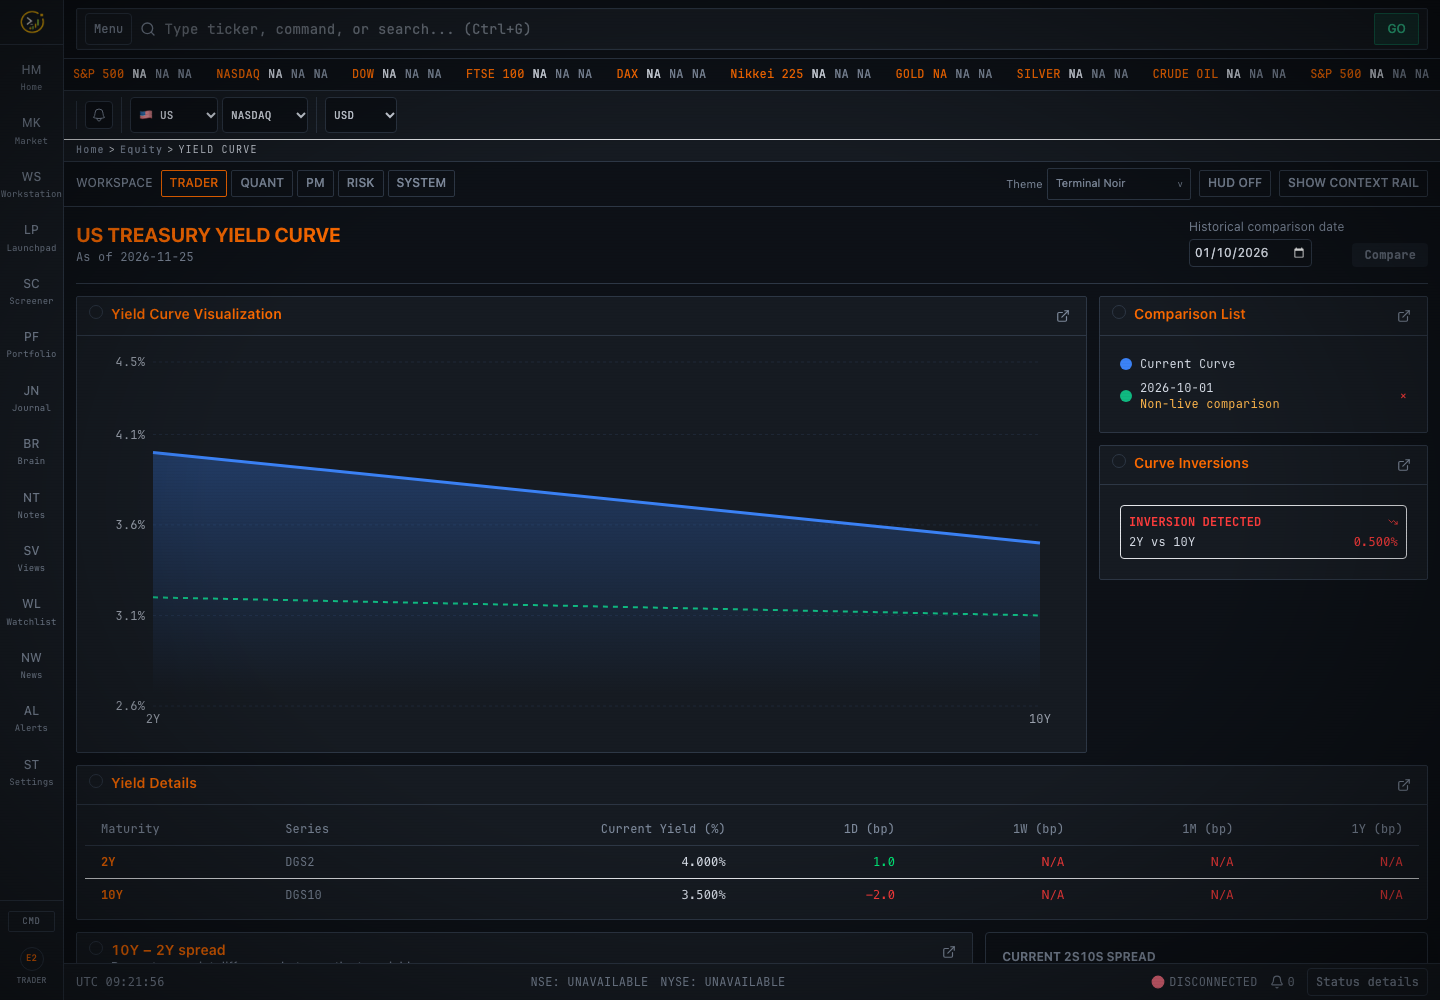 Menu Type ticker, command, or search... (Ctrl+G) GO
S&P 500 NA NA NA NASDAQ NA NA NA DOW NA NA NA FTSE 100 NA NA NA DAX NA NA NA Nikkei 225 NA NA NA GOLD NA NA NA SILVER NA NA NA CRUDE OIL NA NA NA S&P 500 NA NA NA
US NASDAQ USD
Home > Equity > YIELD CURVE
WORKSPACE TRADER QUANT PM RISK SYSTEM Theme Terminal Noir HUD OFF SHOW CONTEXT RAIL
HM
Home
MK
Market
WS
Workstation
LP
Launchpad
SC
Screener
PF
Portfolio
JN
Journal
BR
Brain
NT
Notes
SV
Views
WL
Watchlist
NW
News
AL
Alerts
ST
Settings
CMD
E2
TRADER
US TREASURY YIELD CURVE
As of 2026-11-25
Historical comparison date
01/10/2026 Compare
Yield Curve Visualization
4.5%
4.1%
3.6%
3.1%
2.6%
2Y 10Y
Comparison List
Current Curve
2026-10-01
Non-live comparison ×
Curve Inversions
INVERSION DETECTED
2Y vs 10Y 0.500%
Yield Details
Maturity Series Current Yield (%) 1D (bp) 1W (bp) 1M (bp) 1Y (bp)
2Y DGS2 4.000% 1.0 N/A N/A N/A
10Y DGS10 3.500% −2.0 N/A N/A N/A
10Y − 2Y spread
CURRENT 2S10S SPREAD
UTC 09:21:56 NSE: UNAVAILABLE NYSE: UNAVAILABLE DISCONNECTED 0 Status details